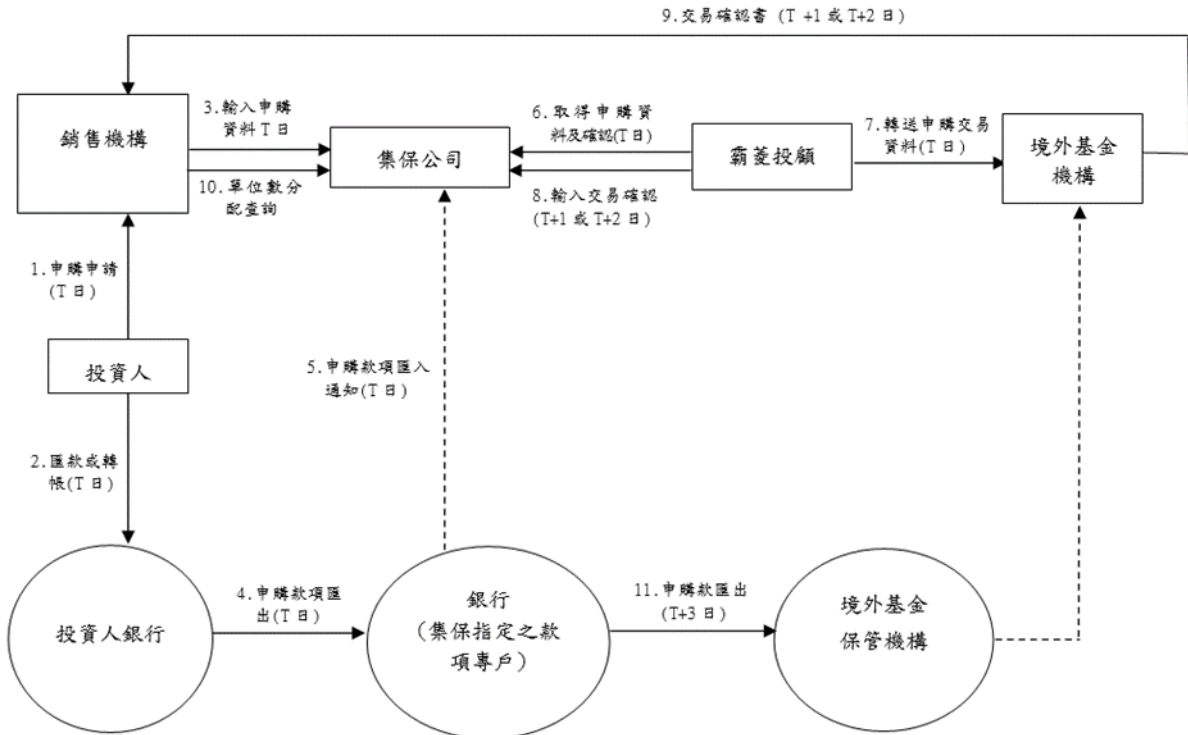 9.交易確認書 (T +1 或 T+2 日)
銷售機構
3.輸入申購
資料 T 日
集保公司
10.單位數分
配查詢
6.取得申購資
料及確認(T日)
8.輸入交易確認
(T+1 或 T+2 日)
霸菱投顧
7.轉送申購交易
資料(T日)
境外基金
機構
1.申購申請
(T 日)
投資人
5.申購款項匯入
通知(T 日)
2.匯款或轉
帳(T 日)
投資人銀行
4.申購款項匯
出(T 日)
銀行
(集保指定之款
項專戶)
11.申購款匯出
(T+3 日)
境外基金
保管機構